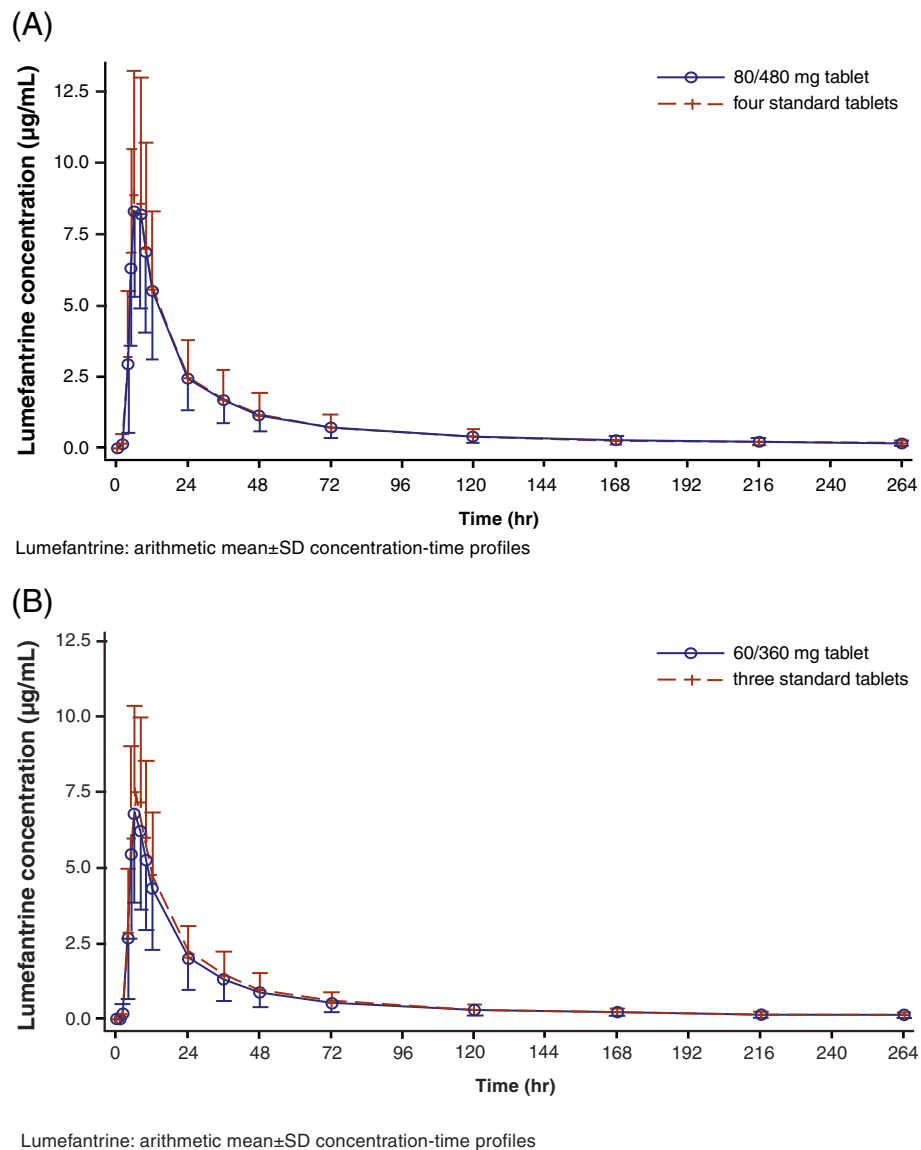 (A)
Lumefantrine concentration (µg/mL)
12.5
10.0
7.5
5.0
2.5
0.0
80/480 mg tablet
four standard tablets
0 24 48 72 96 120 144 168 192 216 240 264
Time (hr)
Lumefantrine: arithmetic mean±SD concentration-time profiles
(B)
Lumefantrine concentration (µg/mL)
12.5
10.0
7.5
5.0
2.5
0.0
60/360 mg tablet
three standard tablets
0 24 48 72 96 120 144 168 192 216 240 264
Time (hr)
Lumefantrine: arithmetic mean±SD concentration-time profiles